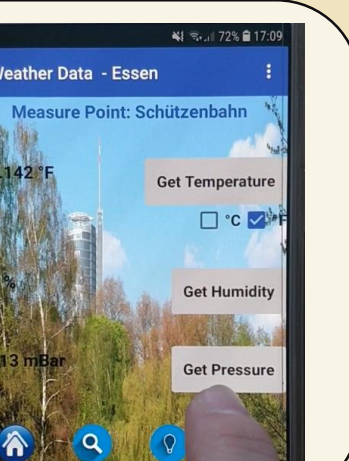 72% 17:09
Weather Data - Essen
Measure Point: Schützenbahn
.142 °F
Get Temperature
°C °F
%
Get Humidity
13 mBar
Get Pressure